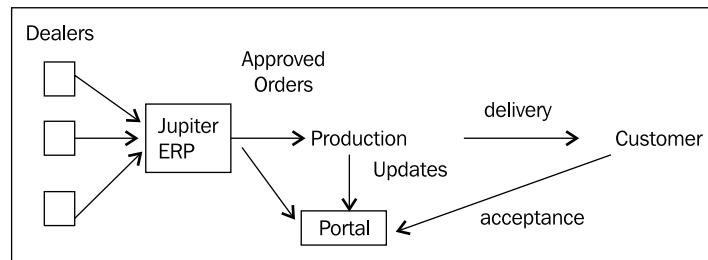 Dealers
Approved
Orders
Jupiter
ERP
Production
delivery
Customer
Updates
Portal
acceptance